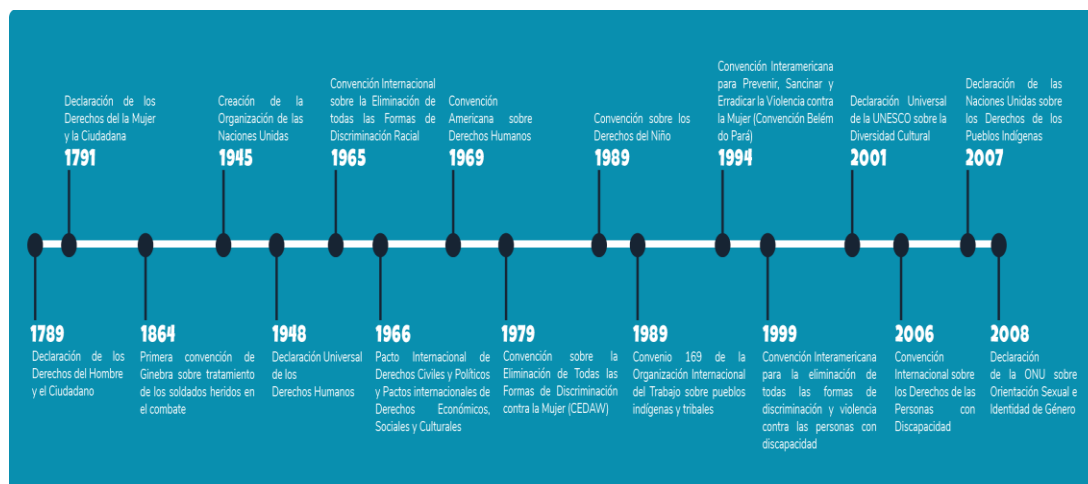 Declaración de los
Derechos del la Mujer
y la Ciudadana
1791
Creación de la
Organización de las
Naciones Unidas
1945
Convención Internacional
sobre la Eliminación de
todas las Formas de
Discriminación Racial
1965
Convención
Americana sobre
Derechos Humanos
1969
Convención sobre los
Derechos del Niño
1989
Convención Interamericana
para Prevenir, Sancinar y
Erradicar la Violencia contra
la Mujer (Convención Belém
do Pará)
1994
Declaración Universal
de la UNESCO sobre la
Diversidad Cultural
2001
Declaración de las
Naciones Unidas sobre
los Derechos de los
Pueblos Indígenas
2007
1789
Declaración de los
Derechos del Hombre
y el Ciudadano
1864
Primera convención de
Ginebra sobre tratamiento
de los soldados heridos en
el combate
1948
Declaración Universal
de los
Derechos Humanos
1966
Pacto Internacional de
Derechos Civiles y Políticos
y Pactos internacionales de
Derechos Económicos,
Sociales y Culturales
1979
Convención sobre la
Eliminación de Todas las
Formas de Discriminación
contra la Mujer (CEDAW)
1989
Convenio 169 de la
Organización Internacional
del Trabajo sobre pueblos
indígenas y tribales
1999
Convención Interamericana
para la eliminación de
todas las formas de
discriminación y violencia
contra las personas con
discapacidad
2006
Convención
Internacional sobre
los Derechos de las
Personas con
Discapacidad
2008
Declaración
de la ONU sobre
Orientación Sexual e
Identidad de Género